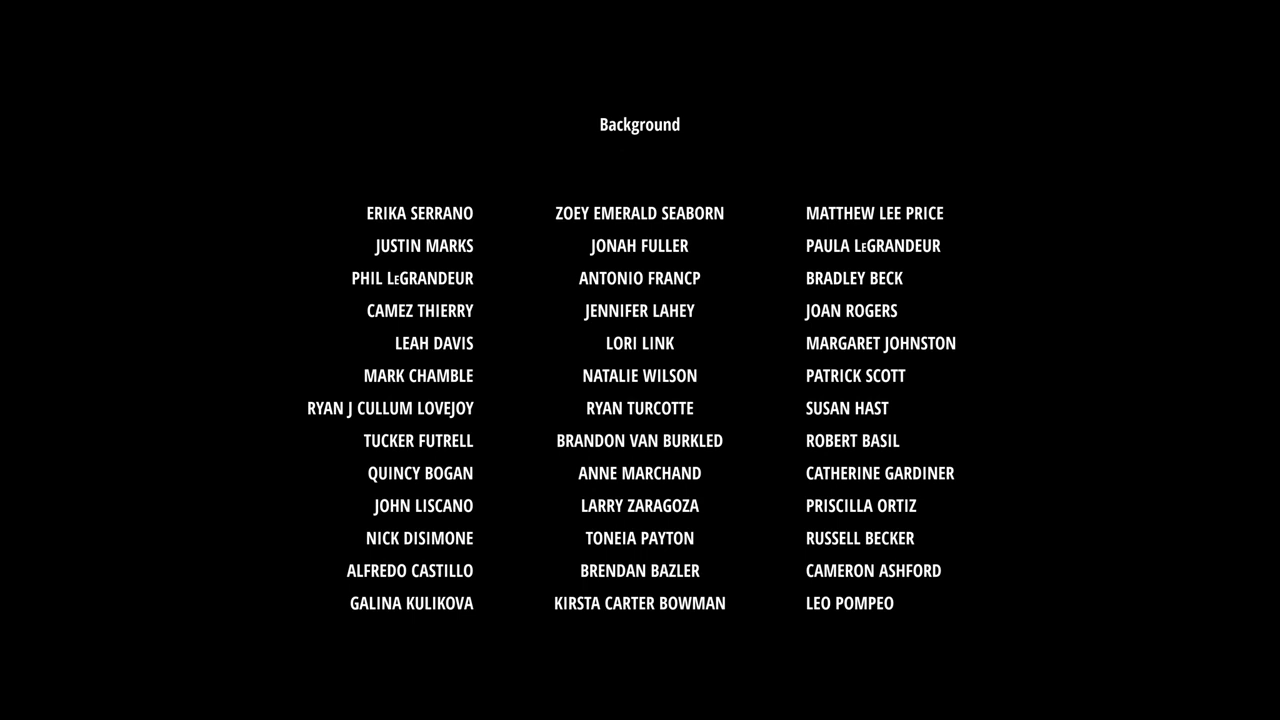 Background
ERIKA SERRANO ZOEY EMERALD SEABORN MATTHEW LEE PRICE
JUSTIN MARKS JONAH FULLER PAULA LeGRANDEUR
PHIL LeGRANDEUR ANTONIO FRANCP BRADLEY BECK
CAMEZ THIERRY JENNIFER LAHEY JOAN ROGERS
LEAH DAVIS LORI LINK MARGARET JOHNSTON
MARK CHAMBLE NATALIE WILSON PATRICK SCOTT
RYAN J CULLUM LOVEJOY RYAN TURCOTTE SUSAN HAST
TUCKER FUTRELL BRANDON VAN BURKLED ROBERT BASIL
QUINCY BOGAN ANNE MARCHAND CATHERINE GARDINER
JOHN LISCANO LARRY ZARAGOZA PRISCILLA ORTIZ
NICK DISIMONE TONEIA PAYTON RUSSELL BECKER
ALFREDO CASTILLO BRENDAN BAZLER CAMERON ASHFORD
GALINA KULIKOVA KIRSTA CARTER BOWMAN LEO POMPEO